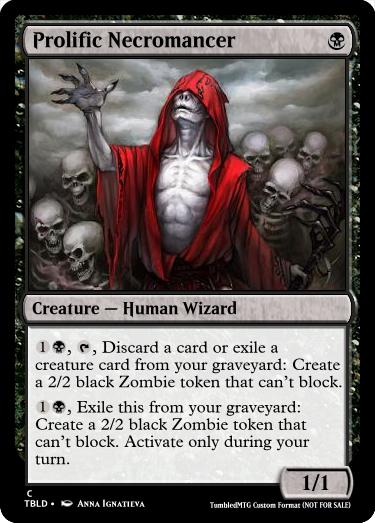 Prolific Necromancer
Creature — Human Wizard
1, Discard a card or exile a
creature card from your graveyard: Create
a 2/2 black Zombie token that can't block.
1, Exile this from your graveyard:
Create a 2/2 black Zombie token that
can't block. Activate only during your
turn.
1/1
C
TBLD • Anna Ignatieva
TumbledMTG Custom Format (NOT FOR SALE)